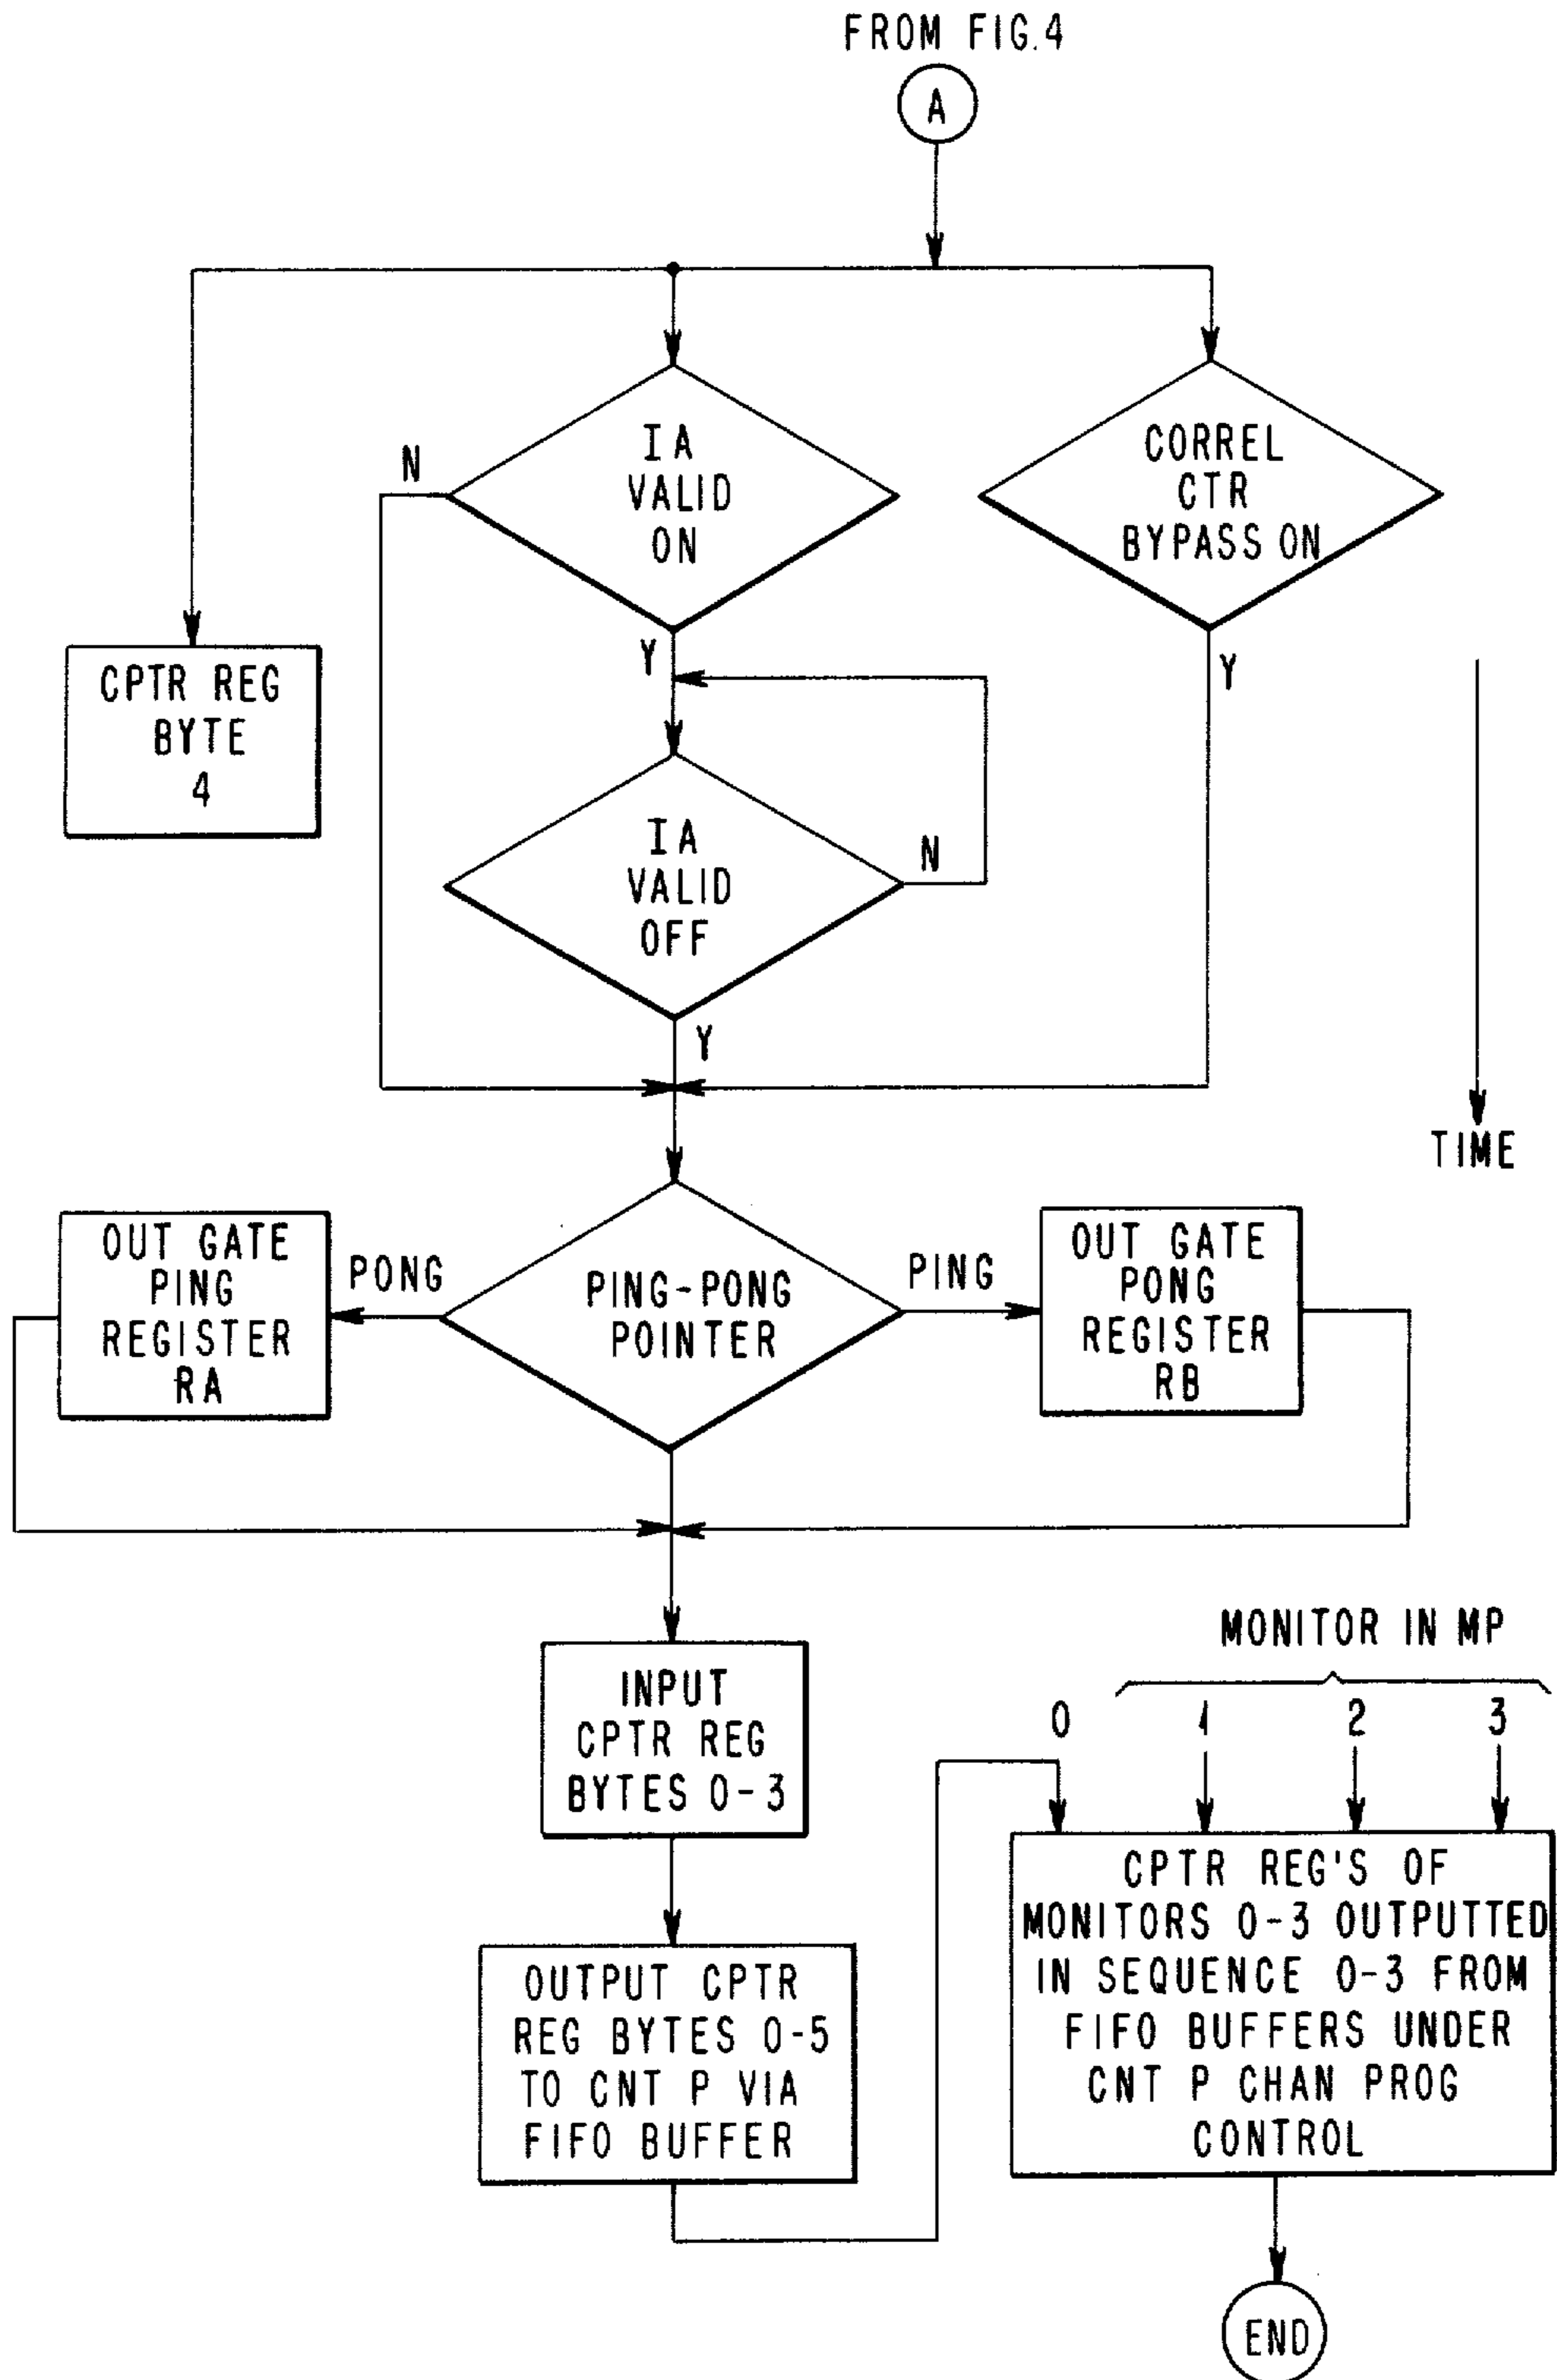 FROM FIG.4
A
IA
VALID
ON
N
Y
CORREL
CTR
BYPASS ON
Y
CPTR REG
BYTE
4
IA
VALID
OFF
N
Y
TIME
OUT GATE
PING
REGISTER
RA
PONG
PING-PONG
POINTER
PING
OUT GATE
PONG
REGISTER
RB
INPUT
CPTR REG
BYTES 0-3
MONITOR IN MP
0 1 2 3
OUTPUT CPTR
REG BYTES 0-5
TO CNT P VIA
FIFO BUFFER
CPTR REG'S OF
MONITORS 0-3 OUTPUTTED
IN SEQUENCE 0-3 FROM
FIFO BUFFERS UNDER
CNT P CHAN PROG
CONTROL
END